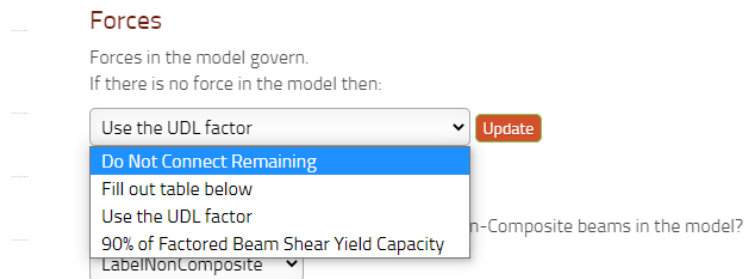 Forces
Forces in the model govern.
If there is no force in the model then:
Use the UDL factor
Update
Do Not Connect Remaining
Fill out table below
Use the UDL factor
90% of Factored Beam Shear Yield Capacity
n-Composite beams in the model?
LabelNonComposite